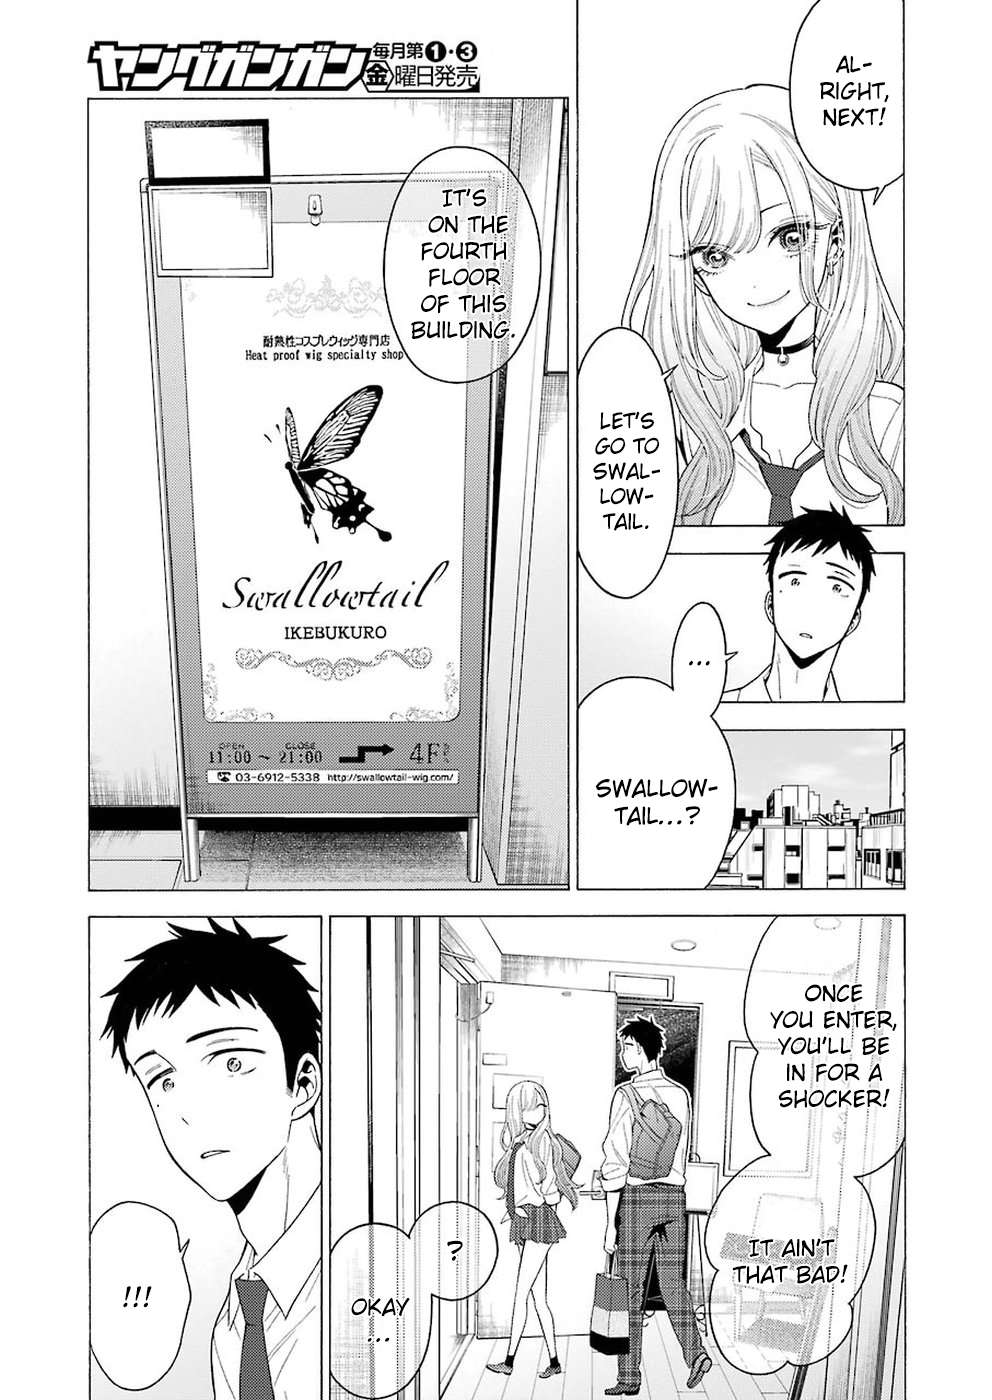 ヤングガンガン
毎月第❶・❸
金曜日発売
AL-
RIGHT,
NEXT!
LET'S
GO TO
SWAL-
LOW-
TAIL.
...
SWALLOW-
TAIL...?
IT'S
ON THE
FOURTH
FLOOR
OF THIS
BUILDING.
耐熱性コスプレウィッグ専門店
Heat proof wig specialty shop
Swallowtail
IKEBUKURO
OPEN
CLOSE
11:00 ~ 21:00
4F
03-6912-5338 http://swallowtail-wig.com/
ONCE
YOU ENTER,
YOU'LL BE
IN FOR A
SHOCKER!
IT AIN'T
THAT BAD!
?
OKAY
...
!!!